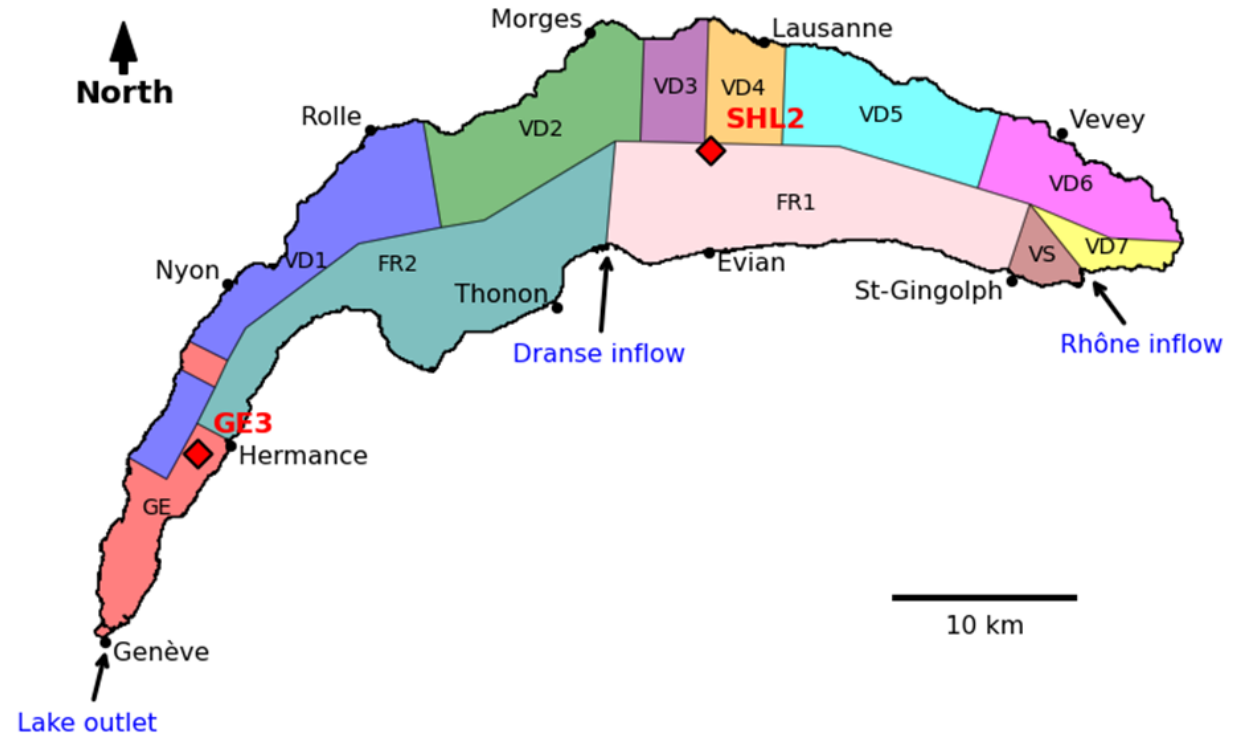 Morges
Lausanne
North
VD3
VD4
Rolle
SHL2
VD5
Vevey
VD2
VD6
FR1
VD1
FR2
VS
VD7
Nyon
Evian
Thonon
St-Gingolph
Dranse inflow
Rhône inflow
GE3
Hermance
GE
10 km
Genève
Lake outlet